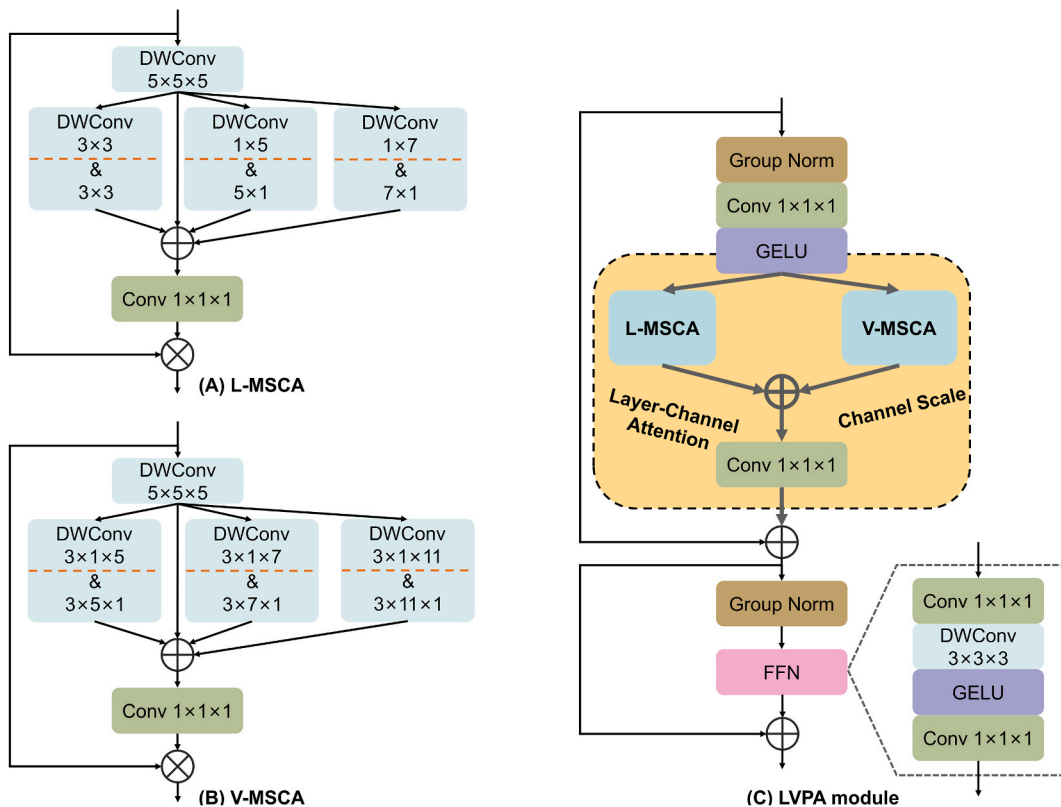 DWConv
5×5×5
DWConv
3×3
&
3×3
DWConv
1×5
&
5×1
DWConv
1×7
&
7×1
Conv 1×1×1
(A) L-MSCA
DWConv
5×5×5
DWConv
3×1×5
&
3×5×1
DWConv
3×1×7
&
3×7×1
DWConv
3×1×11
&
3×11×1
Conv 1×1×1
(B) V-MSCA
Group Norm
Conv 1×1×1
GELU
L-MSCA
V-MSCA
Layer-Channel
Attention
Channel Scale
Conv 1×1×1
Group Norm
FFN
Conv 1×1×1
DWConv
3×3×3
GELU
Conv 1×1×1
(C) LVPA module